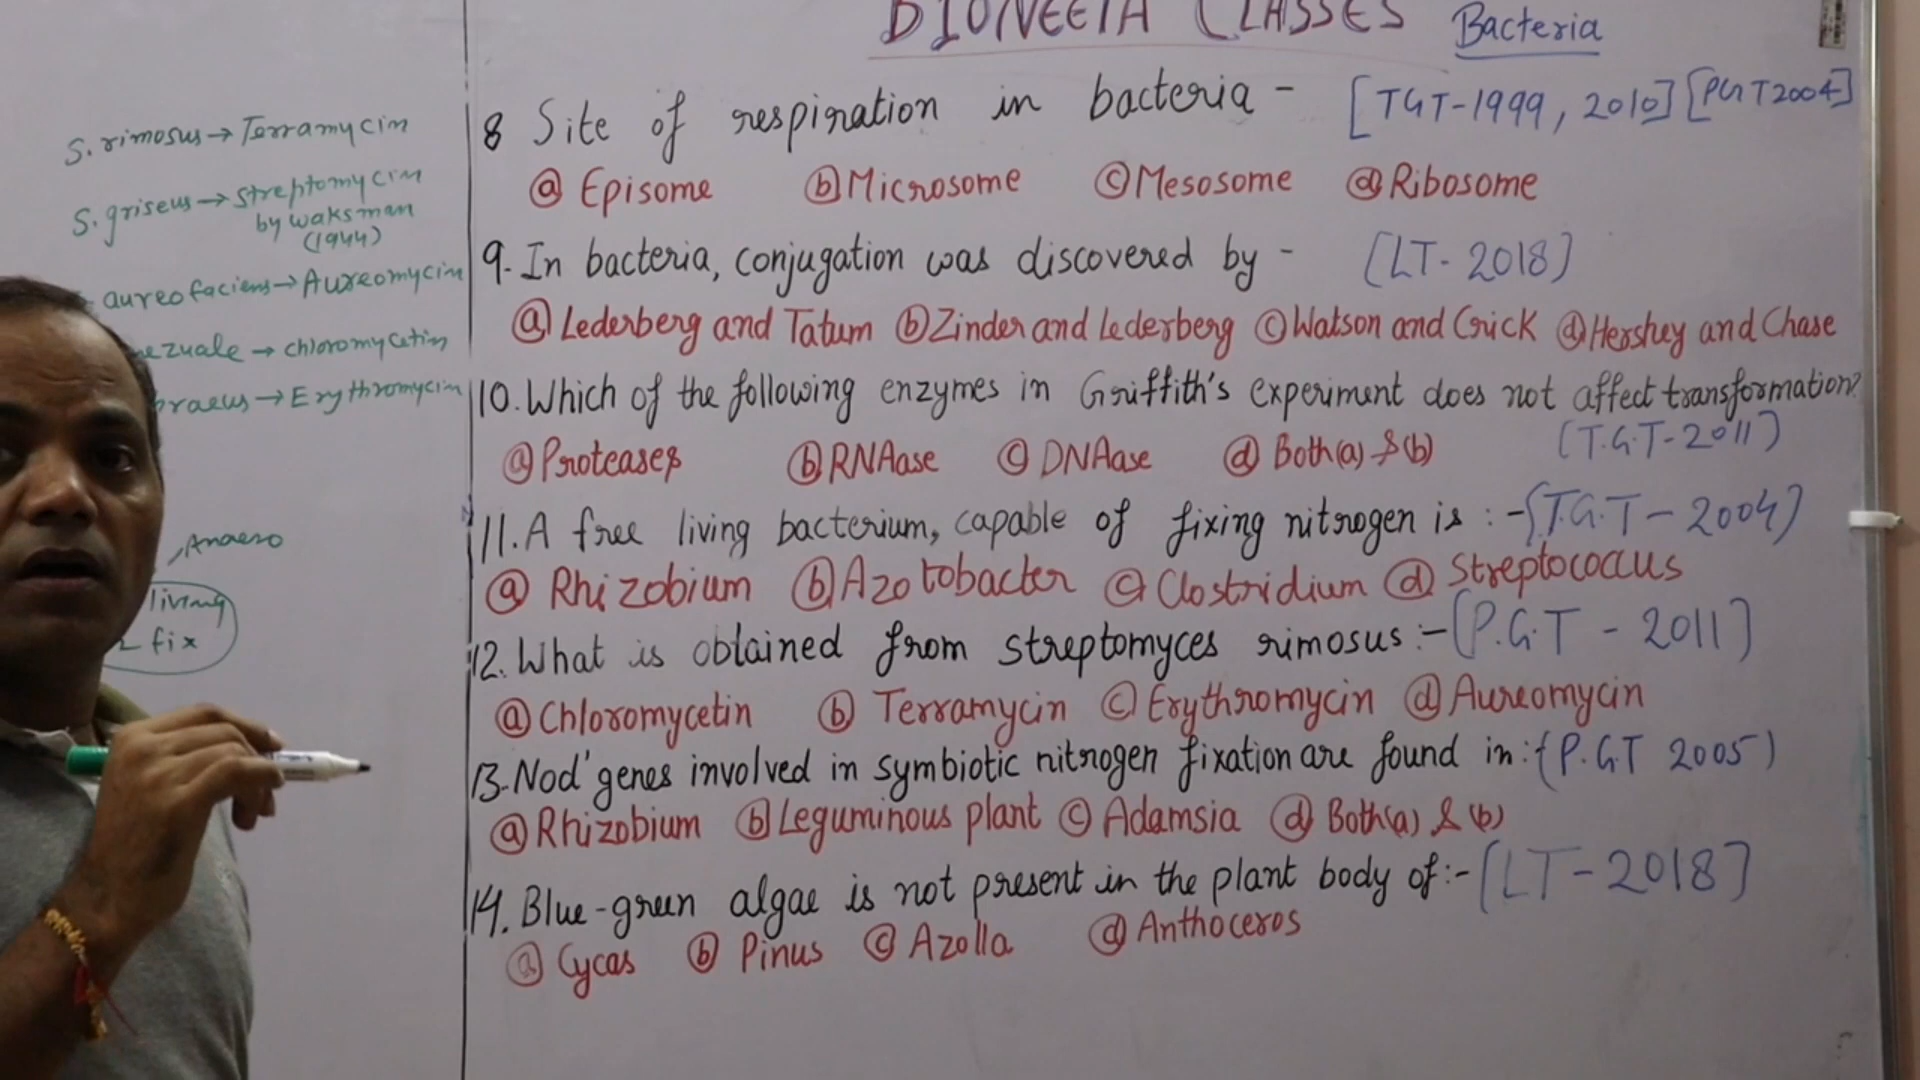 BIONEETA CLASSES Bacteria
S. rimosus → Terramycin
S. griseus → Streptomycin
by Waksman
(1944)
aureofaciens → Aureomycin
ezuale → chloromycetin
raeus → Erythromycin
Anaero
living
fix
8 Site of respiration in bacteria - [TGT-1999, 2010] [PGT2004]
(a) Episome (b) Microsome (c) Mesosome (d) Ribosome
9. In bacteria, conjugation was discovered by - [LT-2018]
(a) Lederberg and Tatum (b) Zinder and Lederberg (c) Watson and Crick (d) Hershey and Chase
10. Which of the following enzymes in Griffith's experiment does not affect transformation?
(a) Proteases (b) RNAase (c) DNAase (d) Both (a) & (b) (T.G.T-2011)
11. A free living bacterium, capable of fixing nitrogen is :- [T.G.T-2004)
(a) Rhizobium (b) Azotobacter (c) Clostridium (d) Streptococcus
12. What is obtained from streptomyces rimosus :- [P.G.T - 2011]
(a) Chloromycetin (b) Terramycin (c) Erythromycin (d) Aureomycin
13. Nod' genes involved in symbiotic nitrogen fixation are found in: (P.G.T 2005)
(a) Rhizobium (b) Leguminous plant (c) Adamsia (d) Both (a) & (b)
14. Blue-green algae is not present in the plant body of :- [LT-2018]
(a) Cycas (b) Pinus (c) Azolla (d) Anthoceros